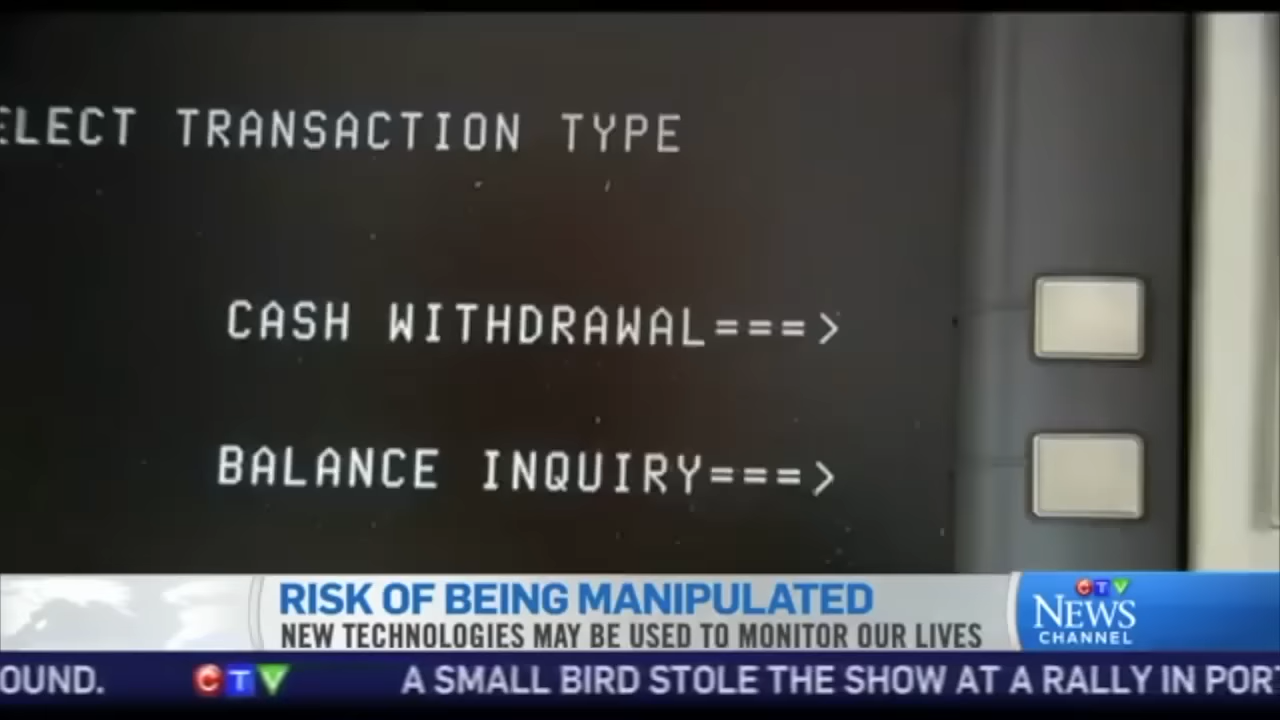 ELECT TRANSACTION TYPE
CASH WITHDRAWAL===>
BALANCE INQUIRY===>
RISK OF BEING MANIPULATED
NEW TECHNOLOGIES MAY BE USED TO MONITOR OUR LIVES
CTV
NEWS
CHANNEL
OUND. CTV A SMALL BIRD STOLE THE SHOW AT A RALLY IN POR